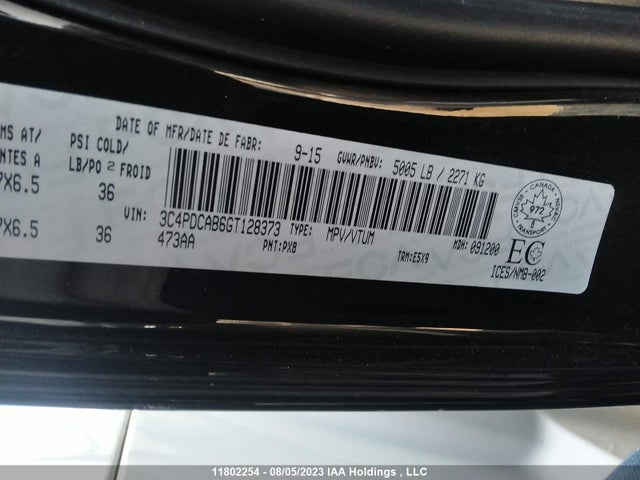 DATE OF MFR/DATE DE FABR: 9-15 GVWR/PNBV: 5005 LB / 2271 KG
MS AT/ PSI COLD/
NTES A LB/PO 2 FROID
7X6.5 36
VIN: 3C4PDCAB6GT128373 TYPE: MPV/VTUM MDH: 091200
7X6.5 36 473AA PNT:PX8 TRM:E5X9
CANADA
972
TRANSPORT
EC
ICES/NMB-002
11802254 - 08/05/2023 IAA Holdings , LLC